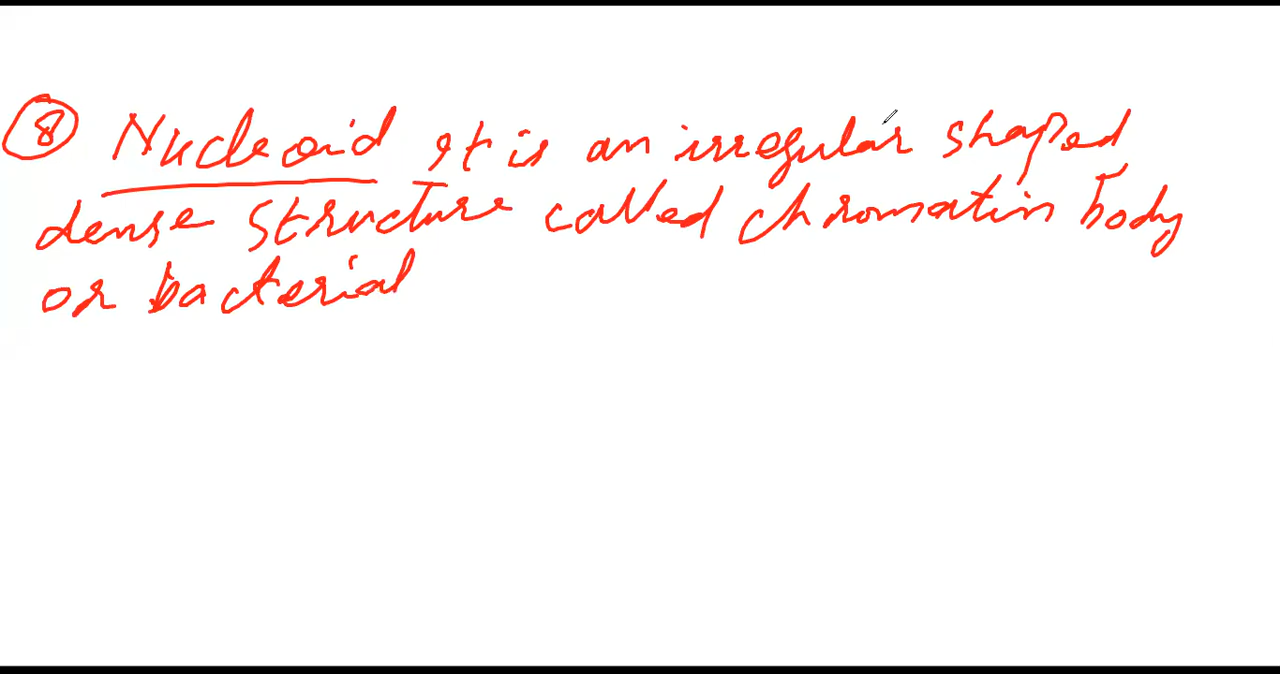 ⑧ Nucleoid It is an irregular shaped
dense structure called chromatin body
or bacterial